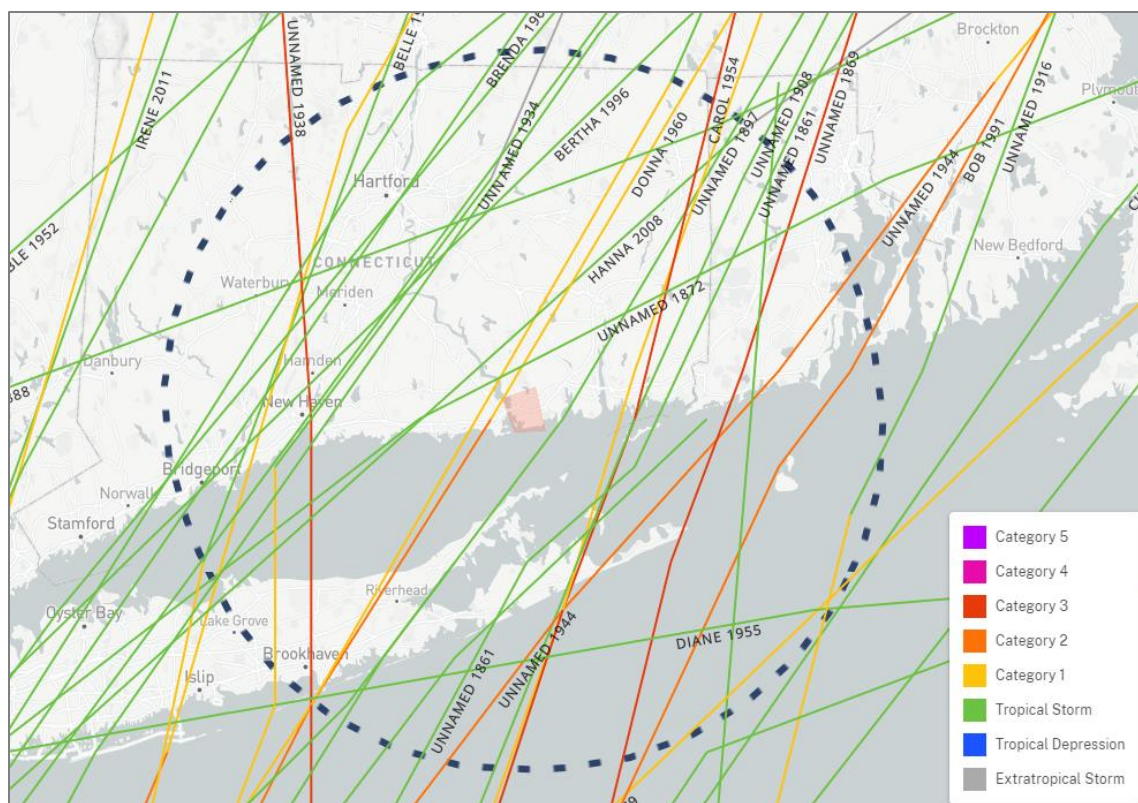 IRENE 2011
UNNAMED 1938
BELLE 19
BRENDA 196
UNNAMED 1934
BERTHA 1996
DONNA 1960
CAROL 1954
UNNAMED 1897
UNNAMED 1908
UNNAMED 1861
UNNAMED 1869
UNNAMED 1944
BOB 1991
UNNAMED 1916
Brockton
Plymouth
Hartford
BLE 1952
CONNECTICUT
HANNA 2008
New Bedford
Waterbury
Meriden
UNNAMED 1872
Danbury
Hamden
988
New Haven
Bridgeport
Norwalk
Stamford
Riverhead
Oyster Bay
Lake Grove
Brookhaven
Islip
DIANE 1955
UNNAMED 1861
UNNAMED 1944
Category 5
Category 4
Category 3
Category 2
Category 1
Tropical Storm
Tropical Depression
Extratropical Storm